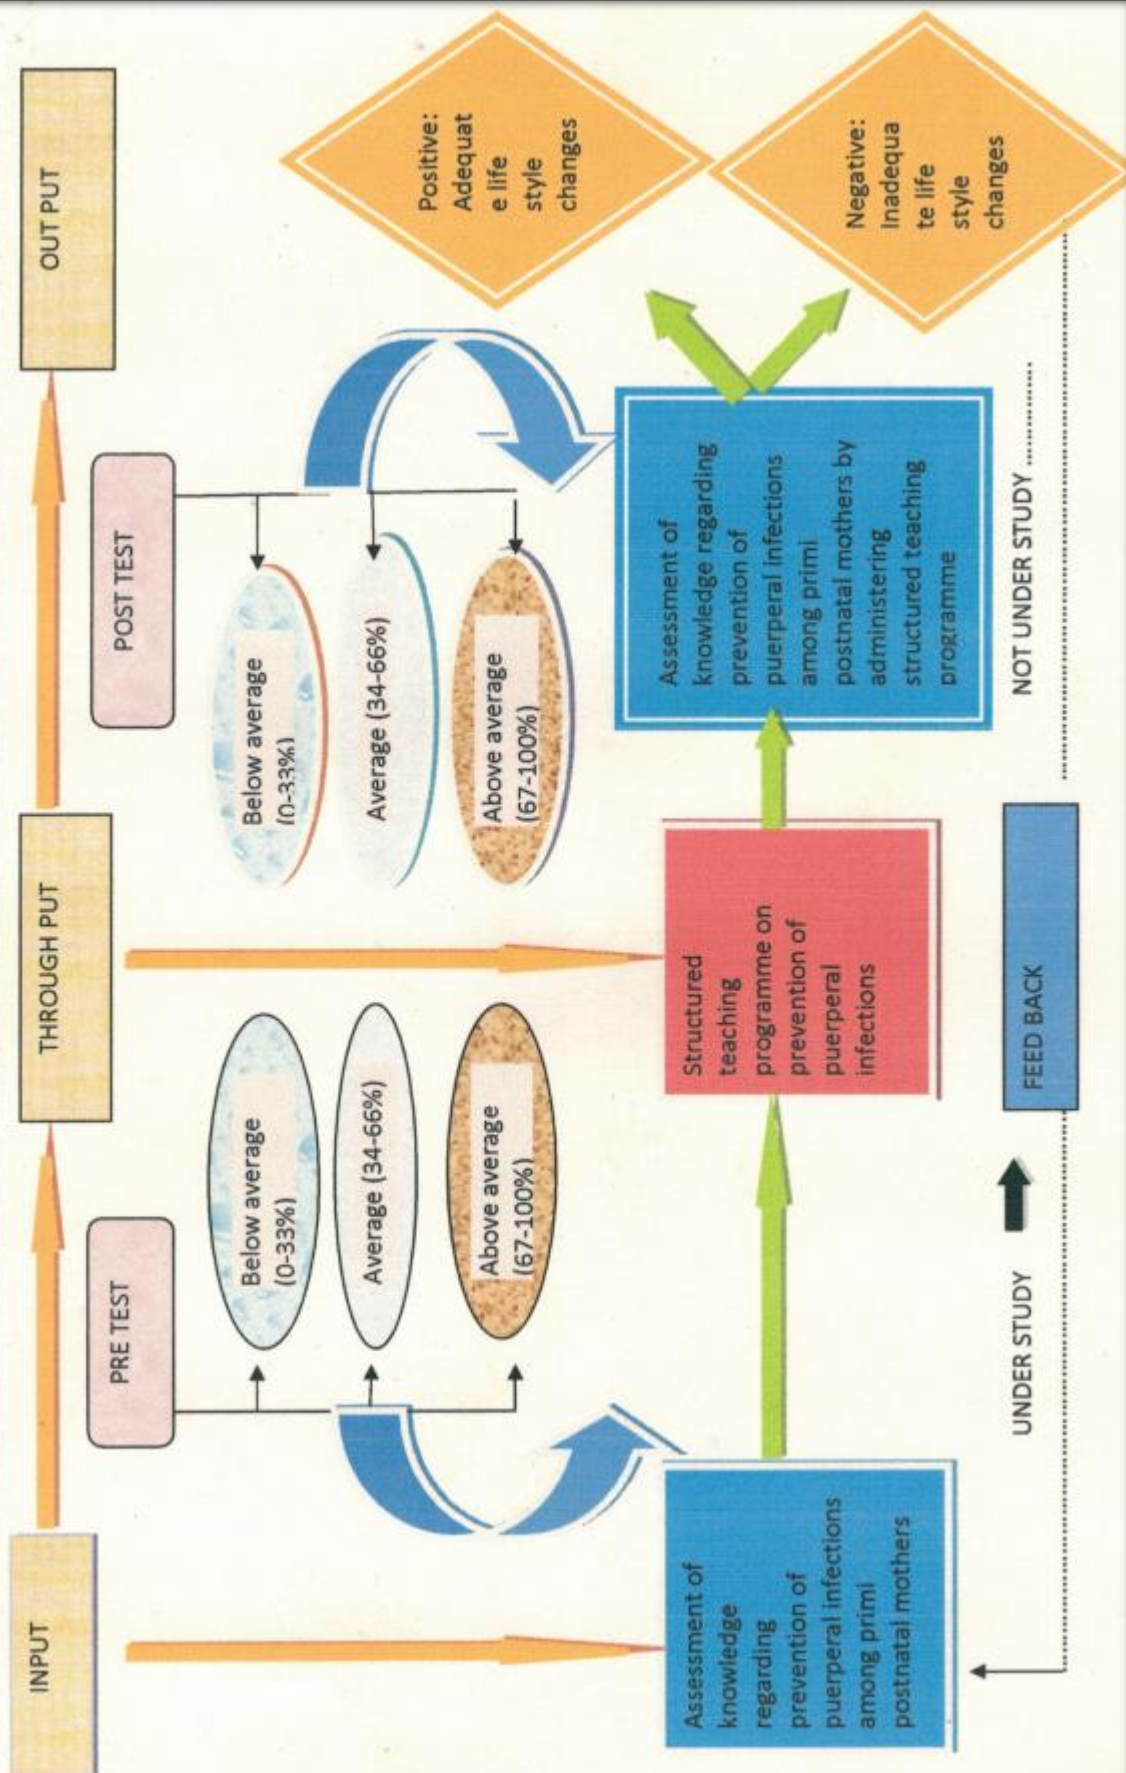 INPUT
THROUGH PUT
OUT PUT
PRE TEST
POST TEST
Below average
(0-33%)
Average (34-66%)
Above average
(67-100%)
Below average
(0-33%)
Average (34-66%)
Above average
(67-100%)
Assessment of
knowledge
regarding
prevention of
puerperal infections
among primi
postnatal mothers
Structured
teaching
programme on
prevention of
puerperal
infections
Assessment of
knowledge regarding
prevention of
puerperal infections
among primi
postnatal mothers by
administering
structured teaching
programme
Positive:
Adequat
e life
style
changes
Negative:
Inadequa
te life
style
changes
UNDER STUDY
FEED BACK
NOT UNDER STUDY ............